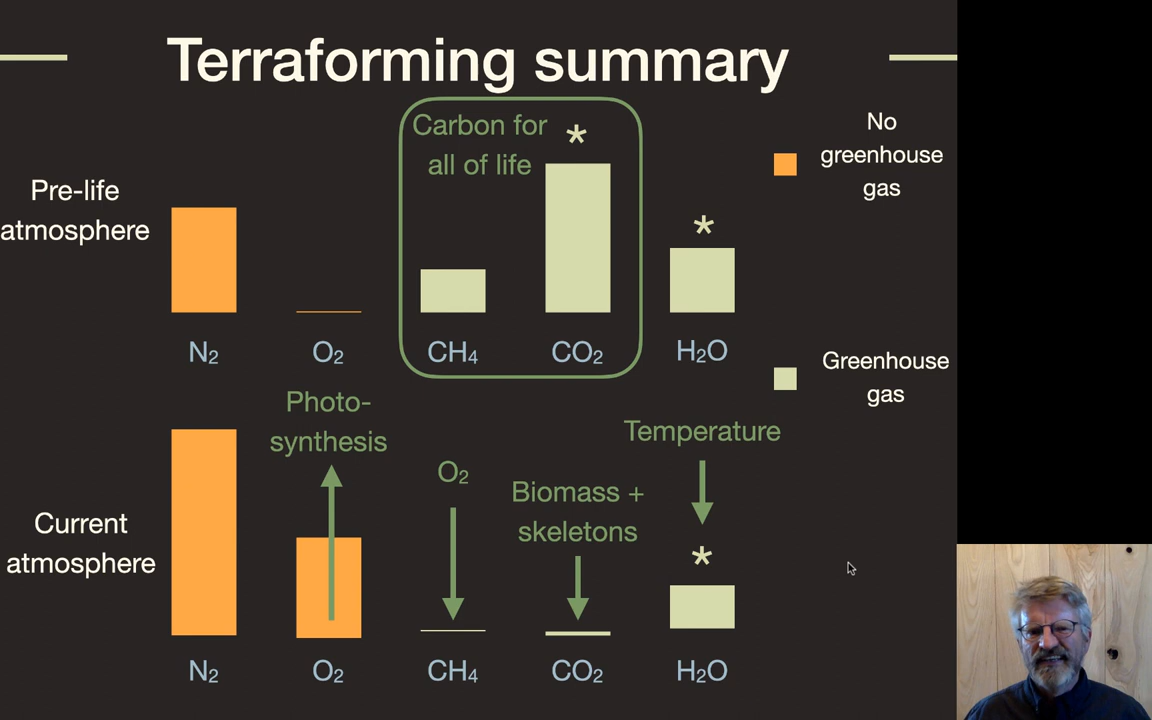 Terraforming summary
Carbon for
all of life
*
*
No
greenhouse
gas
Pre-life
atmosphere
N₂
O₂
CH₄
CO₂
H₂O
Greenhouse
gas
Photo-
synthesis
O₂
Biomass +
skeletons
Temperature
*
Current
atmosphere
N₂
O₂
CH₄
CO₂
H₂O